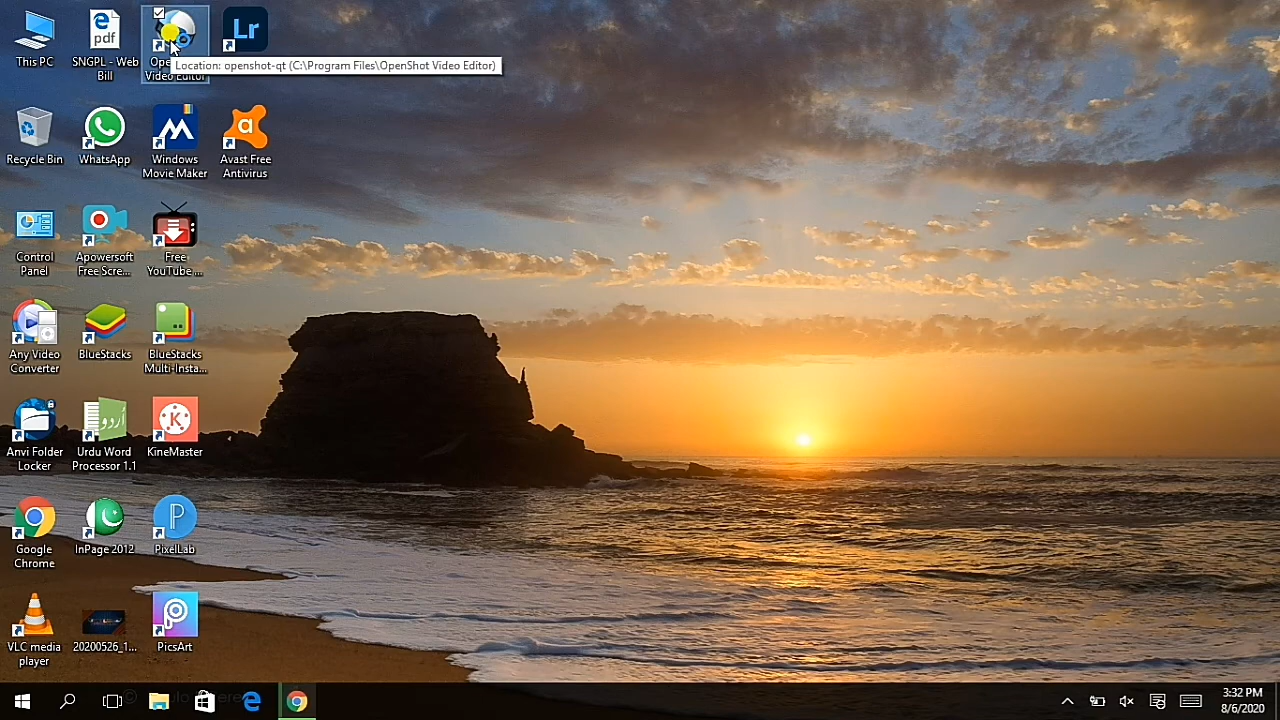 This PC
SNGPL - Web
Bill
pdf
Video Editor
Location: openshot-qt (C:\Program Files\OpenShot Video Editor)
Lr
Recycle Bin
WhatsApp
Windows
Movie Maker
a
Avast Free
Antivirus
Control
Panel
Apowersoft
Free Scre...
Free
YouTube ...
Any Video
Converter
BlueStacks
BlueStacks
Multi-Insta...
Anvi Folder
Locker
اردو
Urdu Word
Processor 1.1
K
KineMaster
Google
Chrome
InPage 2012
P
PixelLab
VLC media
player
20200526_1...
P
PicsArt
3:32 PM
8/6/2020